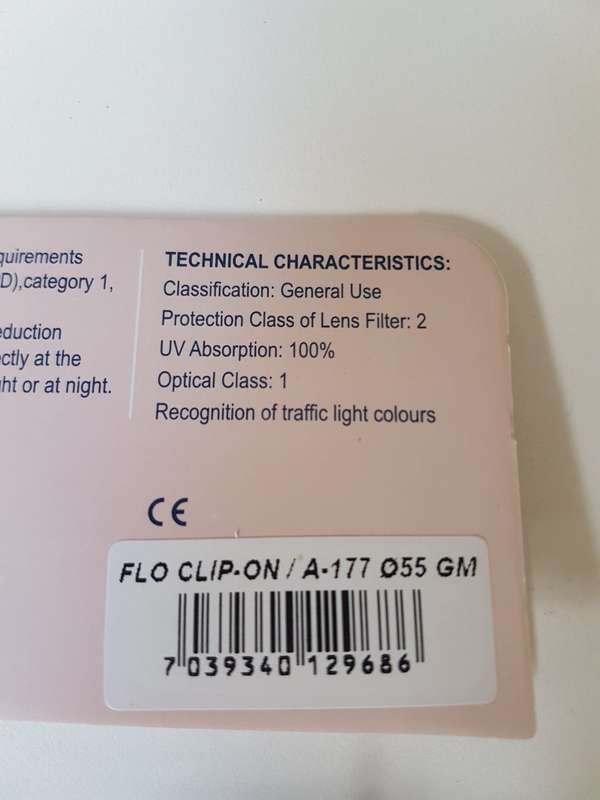 quirements
D),category 1,
eduction
ctly at the
ht or at night.
TECHNICAL CHARACTERISTICS:
Classification: General Use
Protection Class of Lens Filter: 2
UV Absorption: 100%
Optical Class: 1
Recognition of traffic light colours
CE
FLO CLIP-ON / A-177 Ø55 GM
7 039340 129686